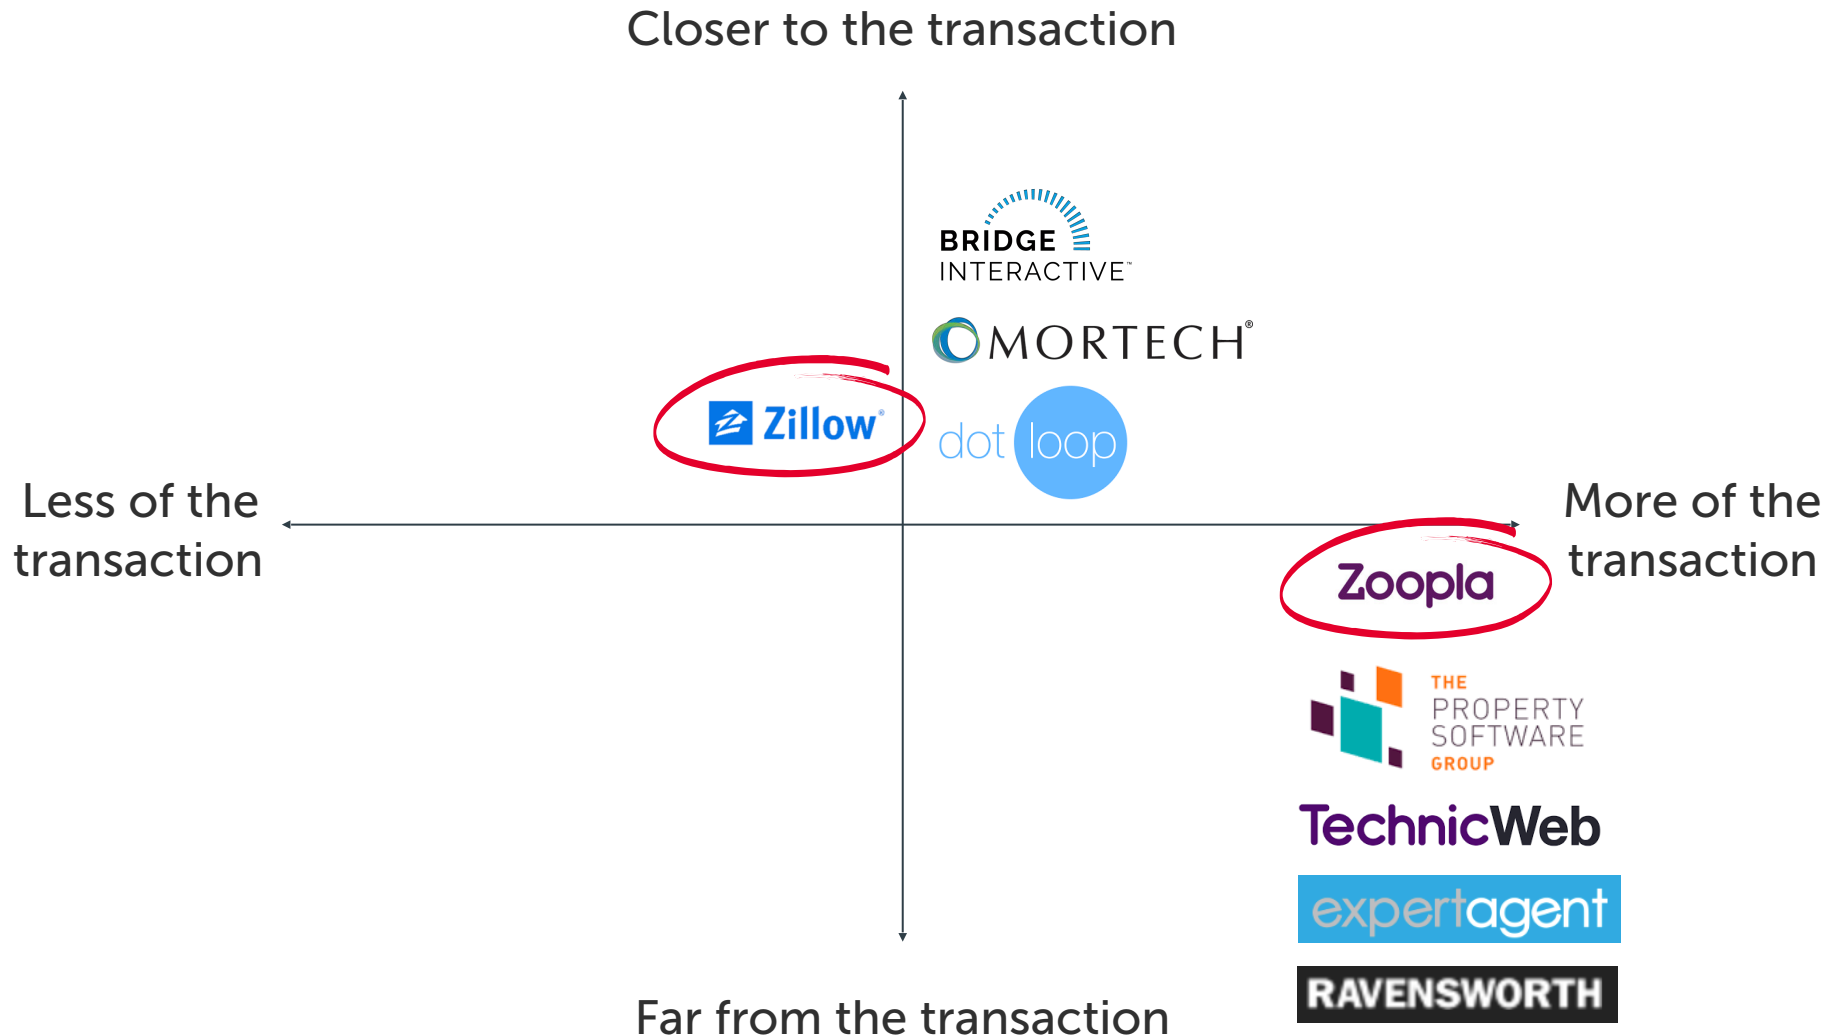 Closer to the transaction
BRIDGE
INTERACTIVE™
MORTECH®
Zillow®
dot loop
Less of the
transaction
More of the
transaction
Zoopla
THE
PROPERTY
SOFTWARE
GROUP
TechnicWeb
expertagent
RAVENSWORTH
Far from the transaction